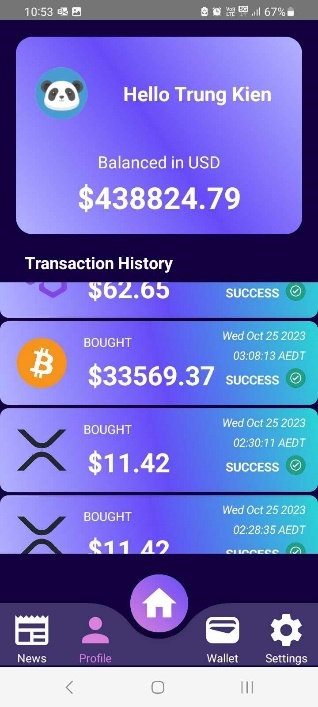 10:53
67%
Hello Trung Kien
Balanced in USD
$438824.79
Transaction History
$62.65
SUCCESS
BOUGHT
Wed Oct 25 2023
03:08:13 AEDT
$33569.37
SUCCESS
BOUGHT
Wed Oct 25 2023
02:30:11 AEDT
$11.42
SUCCESS
BOUGHT
Wed Oct 25 2023
02:28:35 AEDT
$11.42
SUCCESS
News
Profile
Wallet
Settings